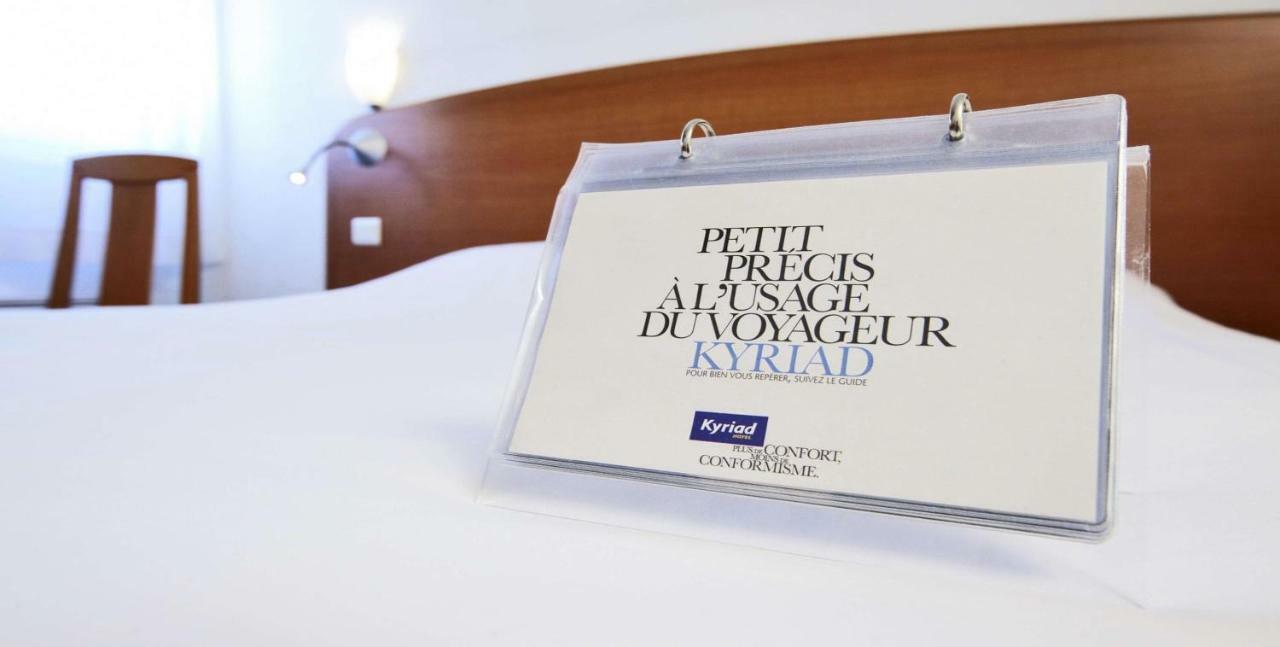 PETIT
PRÉCIS
À L'USAGE
DU VOYAGEUR
KYRIAD
POUR BIEN VOUS REPÉRER, SUIVEZ LE GUIDE
Kyriad
HOTEL
PLUS DE CONFORT,
MOINS DE
CONFORMISME.